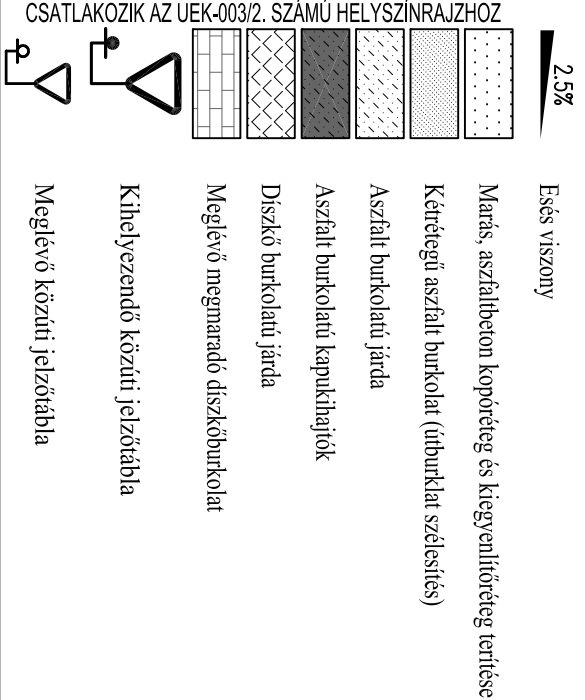 CSATLAKOZIK AZ UEK-003/2. SZÁMÚ HELYSZÍNRAJZHOZ
2.5%
Esés viszony
Marás, aszfaltbeton kopóréteg és kiegyenlítőréteg terítése
Kétrétegű aszfalt burkolat (útburklat szélesítés)
Aszfalt burkolatú járda
Aszfalt burkolatú kapukihajtók
Díszkő burkolatú járda
Meglévő megmaradó díszkőburkolat
Kihelyezendő közúti jelzőtábla
Meglévő közúti jelzőtábla